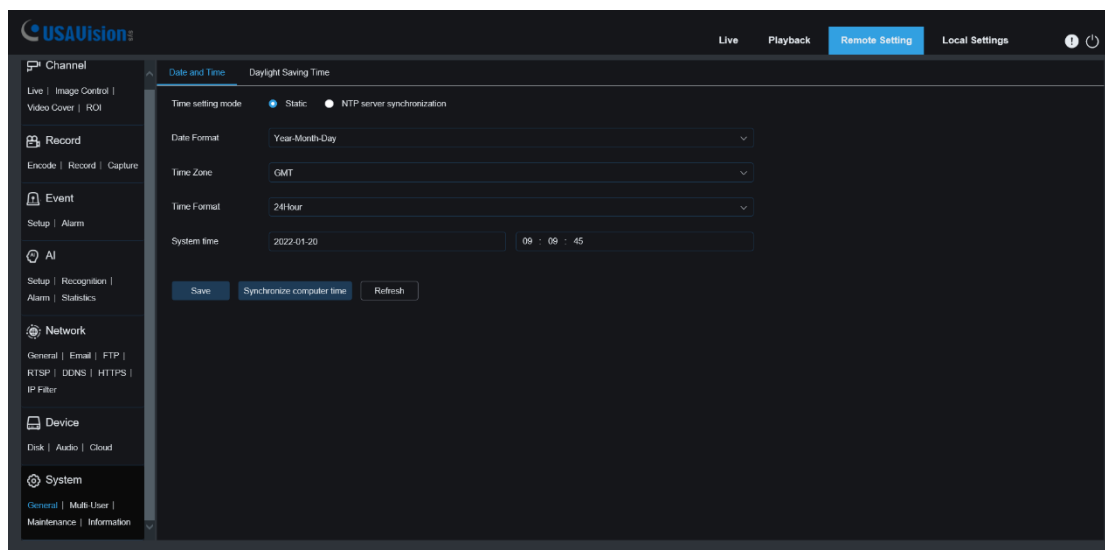 USAVision
Live Playback Remote Setting Local Settings
Channel
Live | Image Control |
Video Cover | ROI
Record
Encode | Record | Capture
Event
Setup | Alarm
AI
Setup | Recognition |
Alarm | Statistics
Network
General | Email | FTP |
RTSP | DDNS | HTTPS |
IP Filter
Device
Disk | Audio | Cloud
System
General | Multi-User |
Maintenance | Information
Date and Time Daylight Saving Time
Time setting mode Static NTP server synchronization
Date Format Year-Month-Day
Time Zone GMT
Time Format 24Hour
System time 2022-01-20 09 : 09 : 45
Save Synchronize computer time Refresh